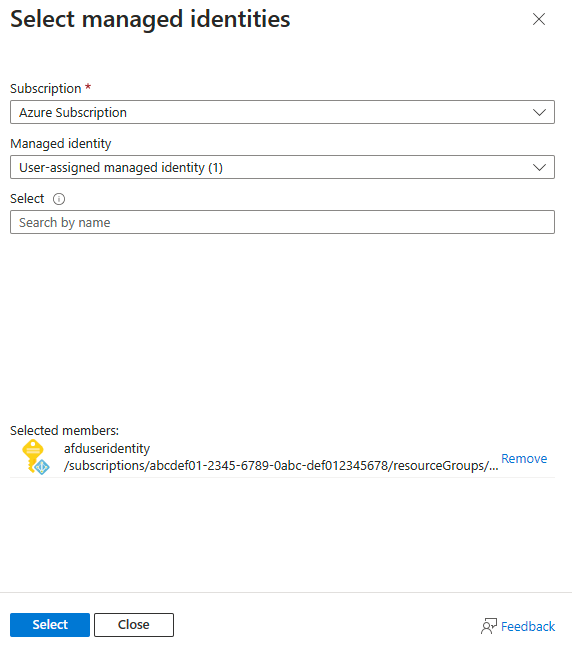 Select managed identities
Subscription *
Azure Subscription
Managed identity
User-assigned managed identity (1)
Select
Search by name
Selected members:
afduseridentity
/subscriptions/abcdef01-2345-6789-0abc-def012345678/resourceGroups/...
Remove
Select
Close
Feedback